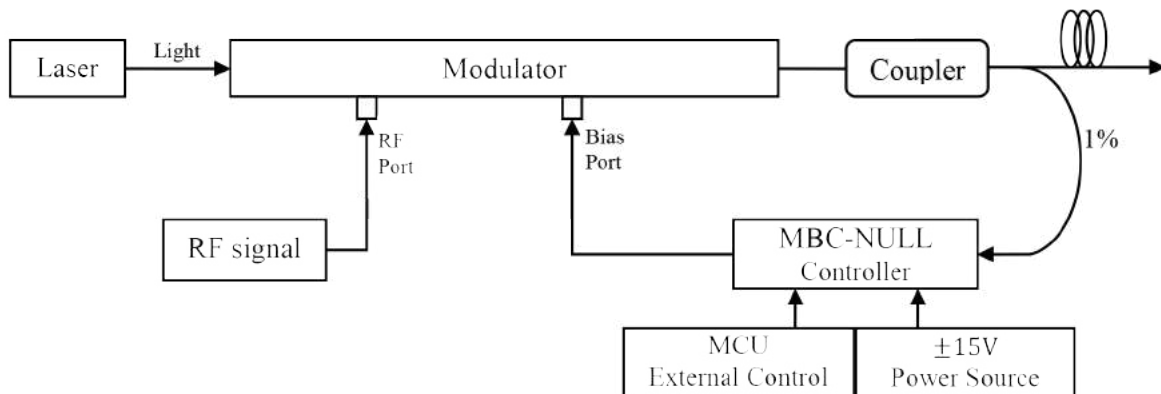 Laser
Light
Modulator
Coupler
RF
Port
Bias
Port
1%
RF signal
MBC-NULL
Controller
MCU
External Control
±15V
Power Source